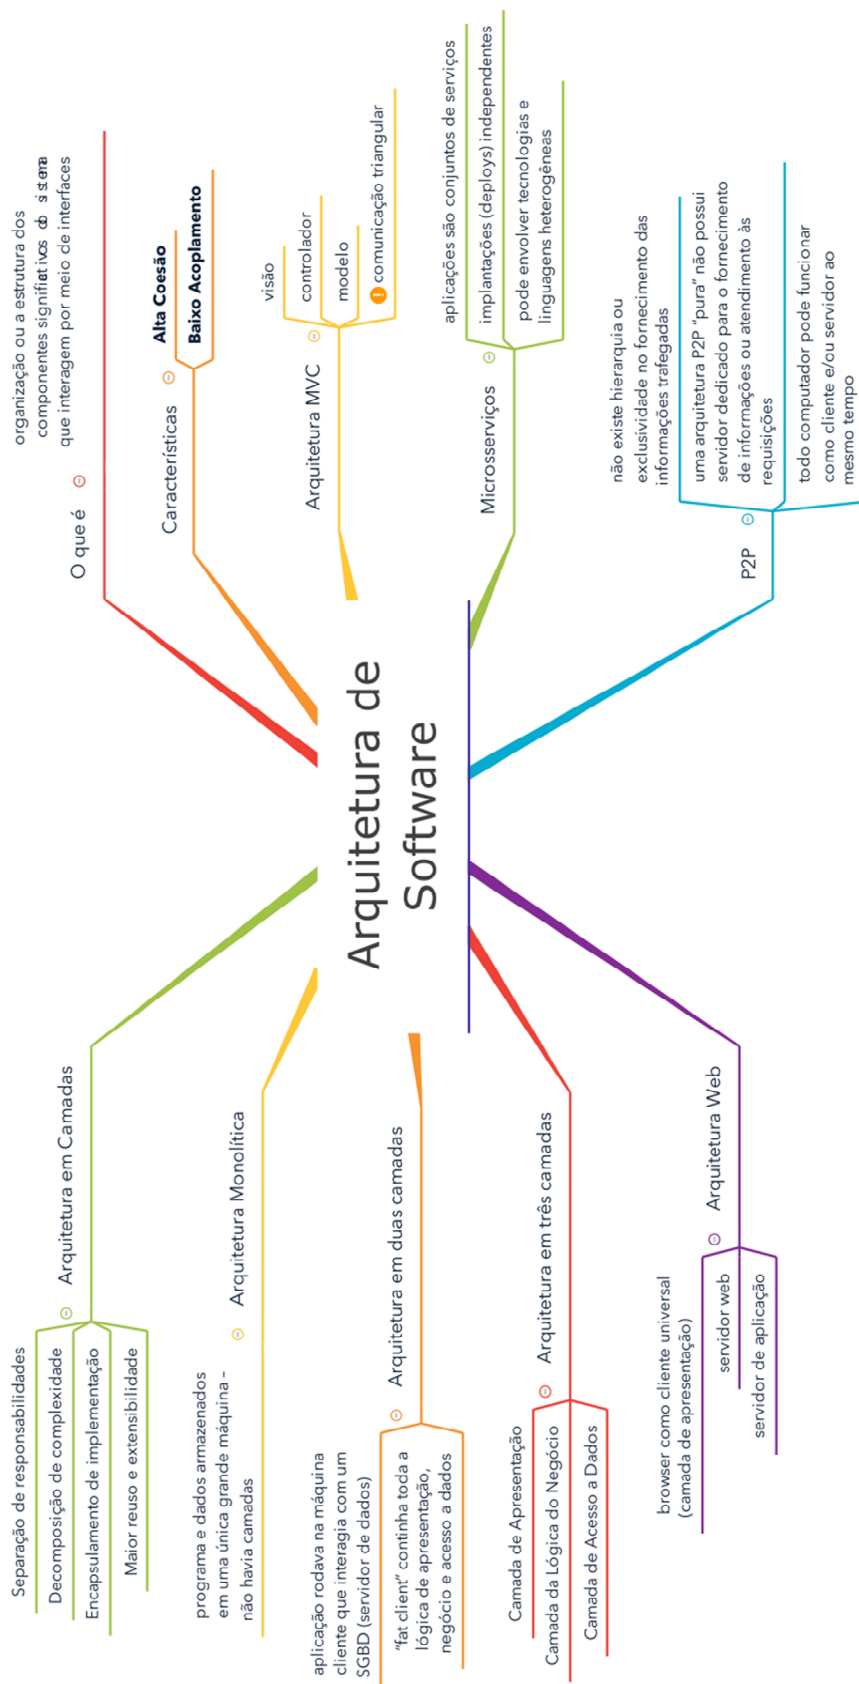 Arquitetura de
Software
O que é
organização ou a estrutura dos
componentes signifiativos do sistema
que interagem por meio de interfaces
Características
Alta Coesão
Baixo Acoplamento
Arquitetura MVC
visão
controlador
modelo
comunicação triangular
Microsserviços
aplicações são conjuntos de serviços
implantações (deploys) independentes
pode envolver tecnologias e
linguagens heterogêneas
P2P
não existe hierarquia ou
exclusividade no fornecimento das
informações trafegadas
uma arquitetura P2P “pura” não possui
servidor dedicado para o fornecimento
de informações ou atendimento às
requisições
todo computador pode funcionar
como cliente e/ou servidor ao
mesmo tempo
Arquitetura em Camadas
Separação de responsabilidades
Decomposição de complexidade
Encapsulamento de implementação
Maior reuso e extensibilidade
Arquitetura Monolítica
programa e dados armazenados
em uma única grande máquina –
não havia camadas
Arquitetura em duas camadas
aplicação rodava na máquina
cliente que interagia com um
SGBD (servidor de dados)
“fat client” continha toda a
lógica de apresentação,
negócio e acesso a dados
Arquitetura em três camadas
Camada de Apresentação
Camada da Lógica do Negócio
Camada de Acesso a Dados
Arquitetura Web
browser como cliente universal
(camada de apresentação)
servidor web
servidor de aplicação